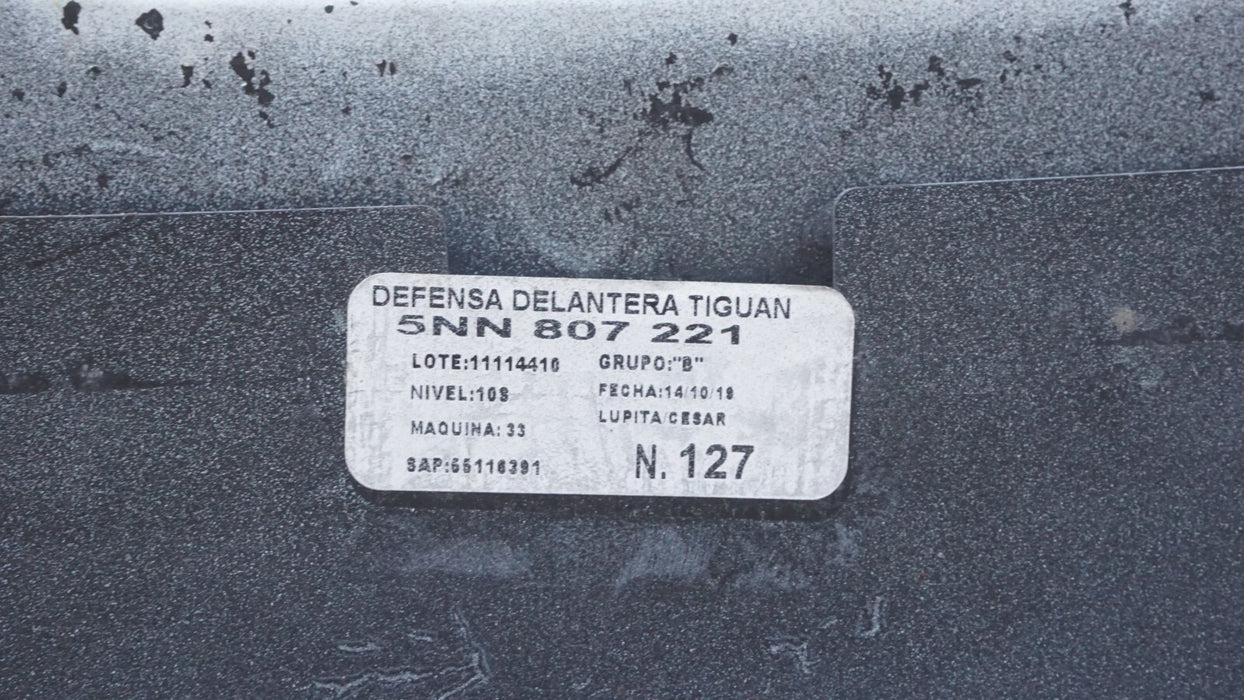 DEFENSA DELANTERA TIGUAN
5NN 807 221
LOTE:11114410 GRUPO:"B"
NIVEL:108 FECHA:14/10/19
LUPITA/CESAR
MAQUINA: 33
SAP:55116391 N. 127